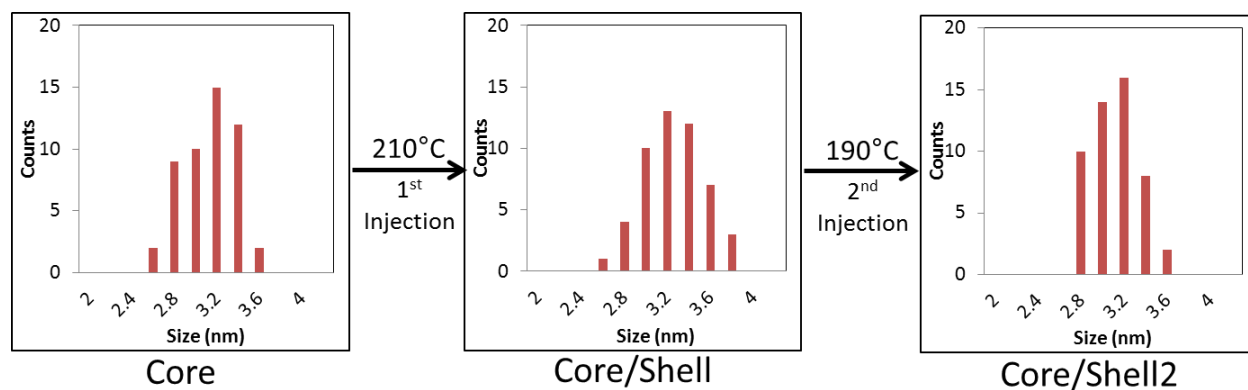 20
15
10
5
0
Counts
2
2.4
2.8
3.2
3.6
4
Size (nm)
Core
210°C
1st
Injection
20
15
10
5
0
Counts
2
2.4
2.8
3.2
3.6
4
Size (nm)
Core/Shell
190°C
2nd
Injection
20
15
10
5
0
Counts
2
2.4
2.8
3.2
3.6
4
Size (nm)
Core/Shell2